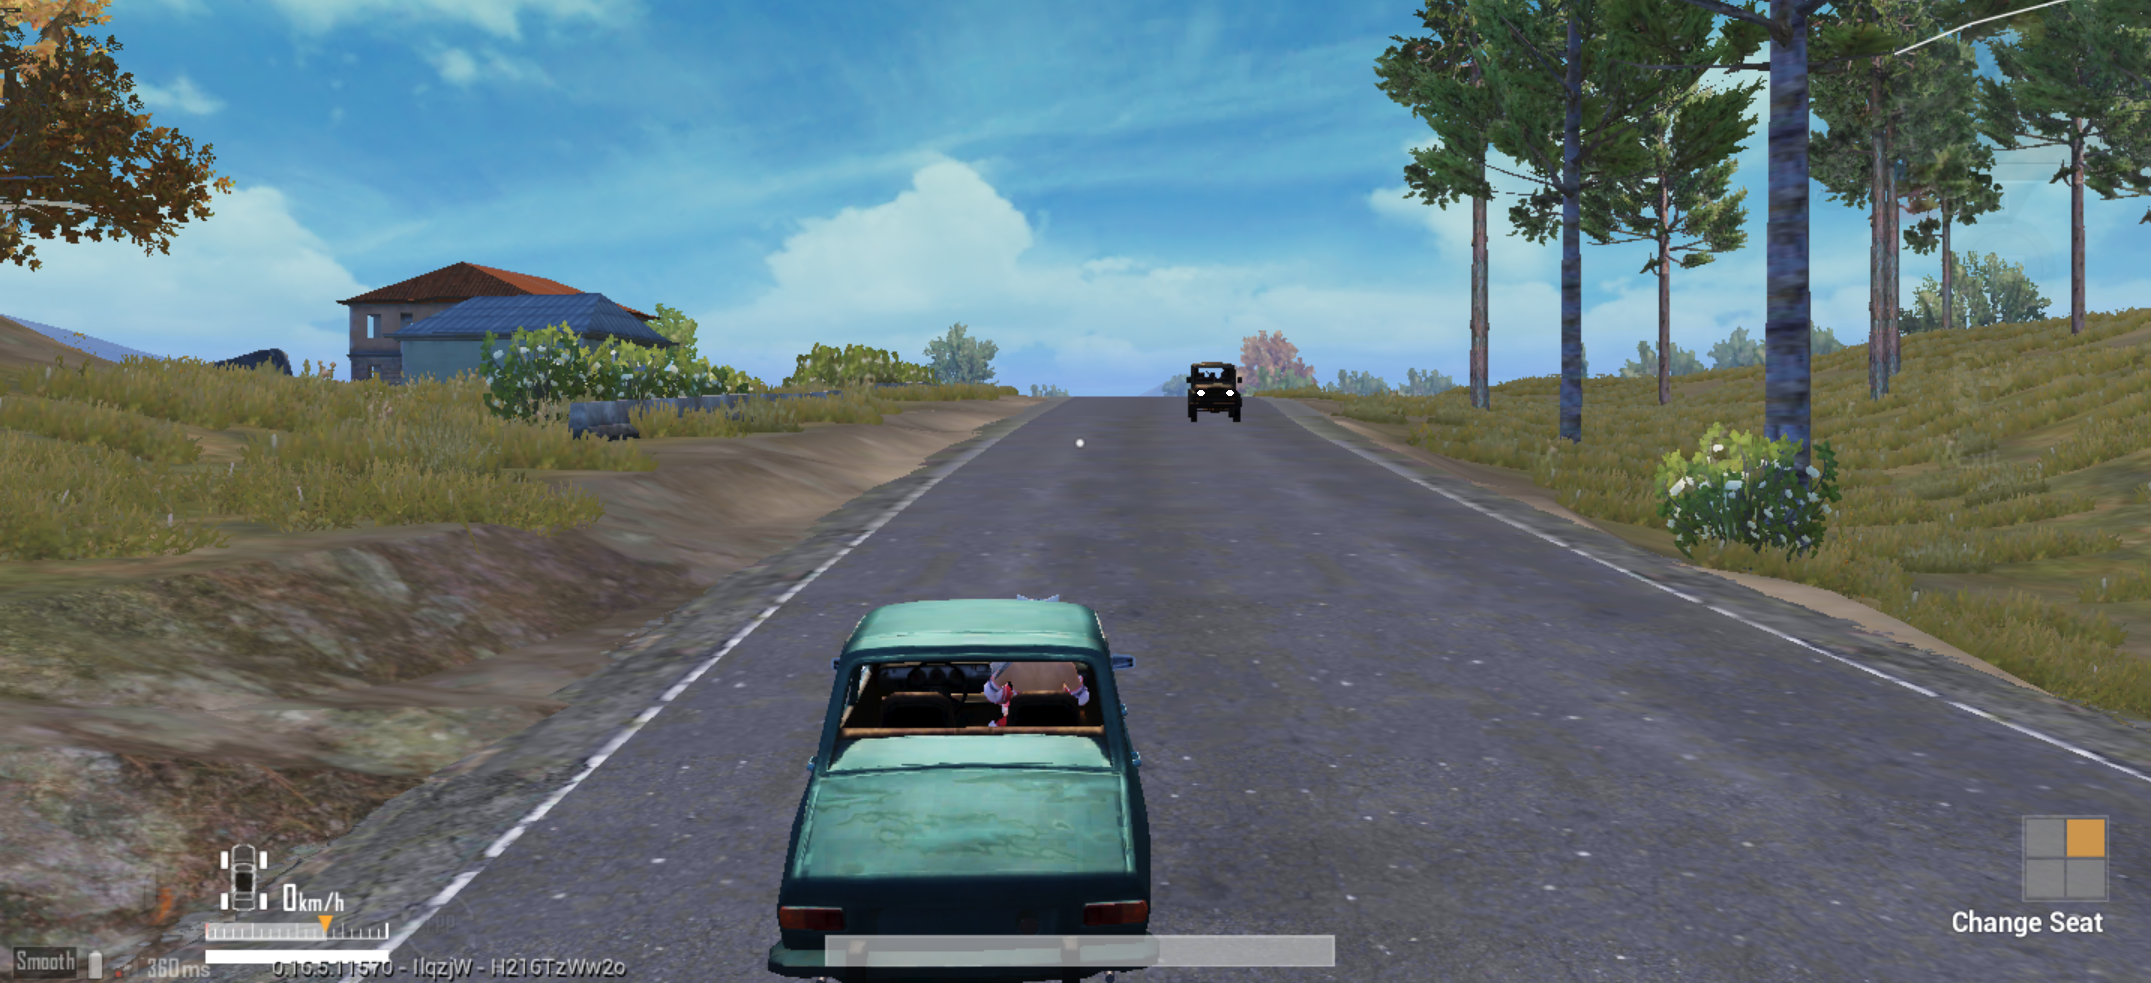 0km/h
Change Seat
Smooth
360ms
0.16.5.11570 - IlqzjW - H216TzWw2o